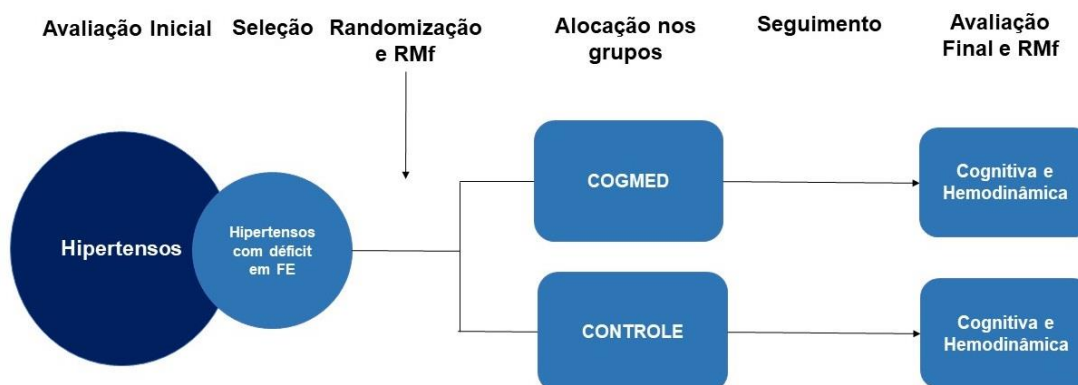 Avaliação Inicial
Seleção
Randomização
e RMf
Alocação nos
grupos
Seguimento
Avaliação
Final e RMf
Hipertensos
Hipertensos
com déficit
em FE
COGMED
Cognitiva e
Hemodinâmica
CONTROLE
Cognitiva e
Hemodinâmica